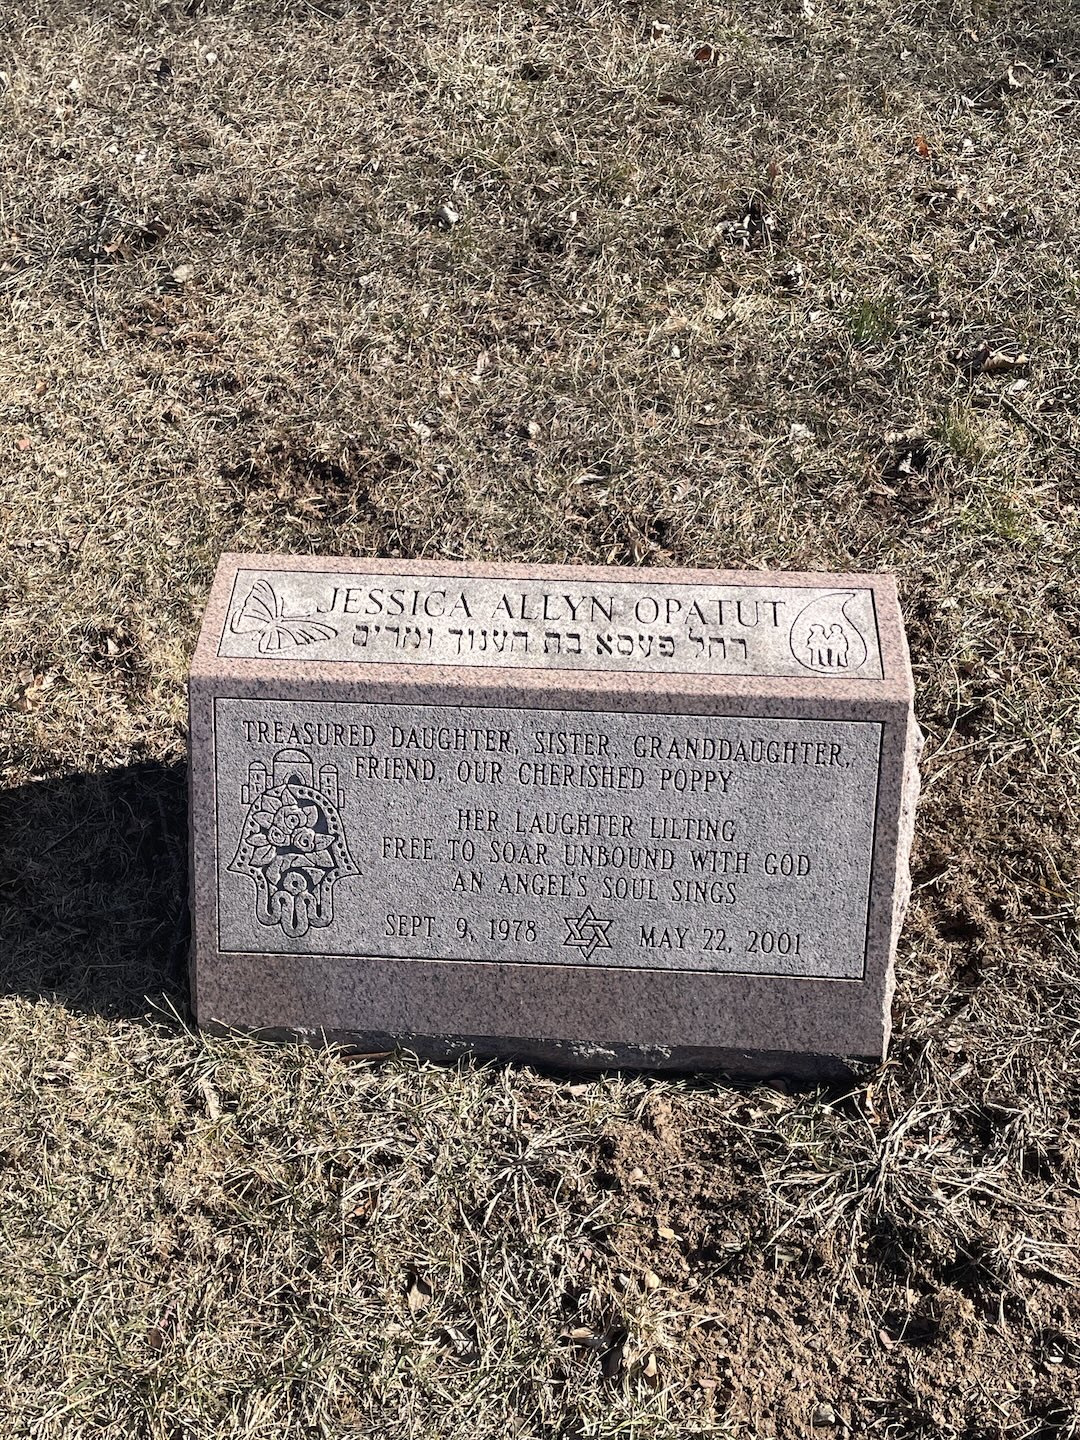 JESSICA ALLYN OPATUT
רחל פעסא בת העניך ומרים
TREASURED DAUGHTER, SISTER, GRANDDAUGHTER,
FRIEND, OUR CHERISHED POPPY
HER LAUGHTER LILTING
FREE TO SOAR UNBOUND WITH GOD
AN ANGEL'S SOUL SINGS
SEPT. 9, 1978 MAY 22, 2001